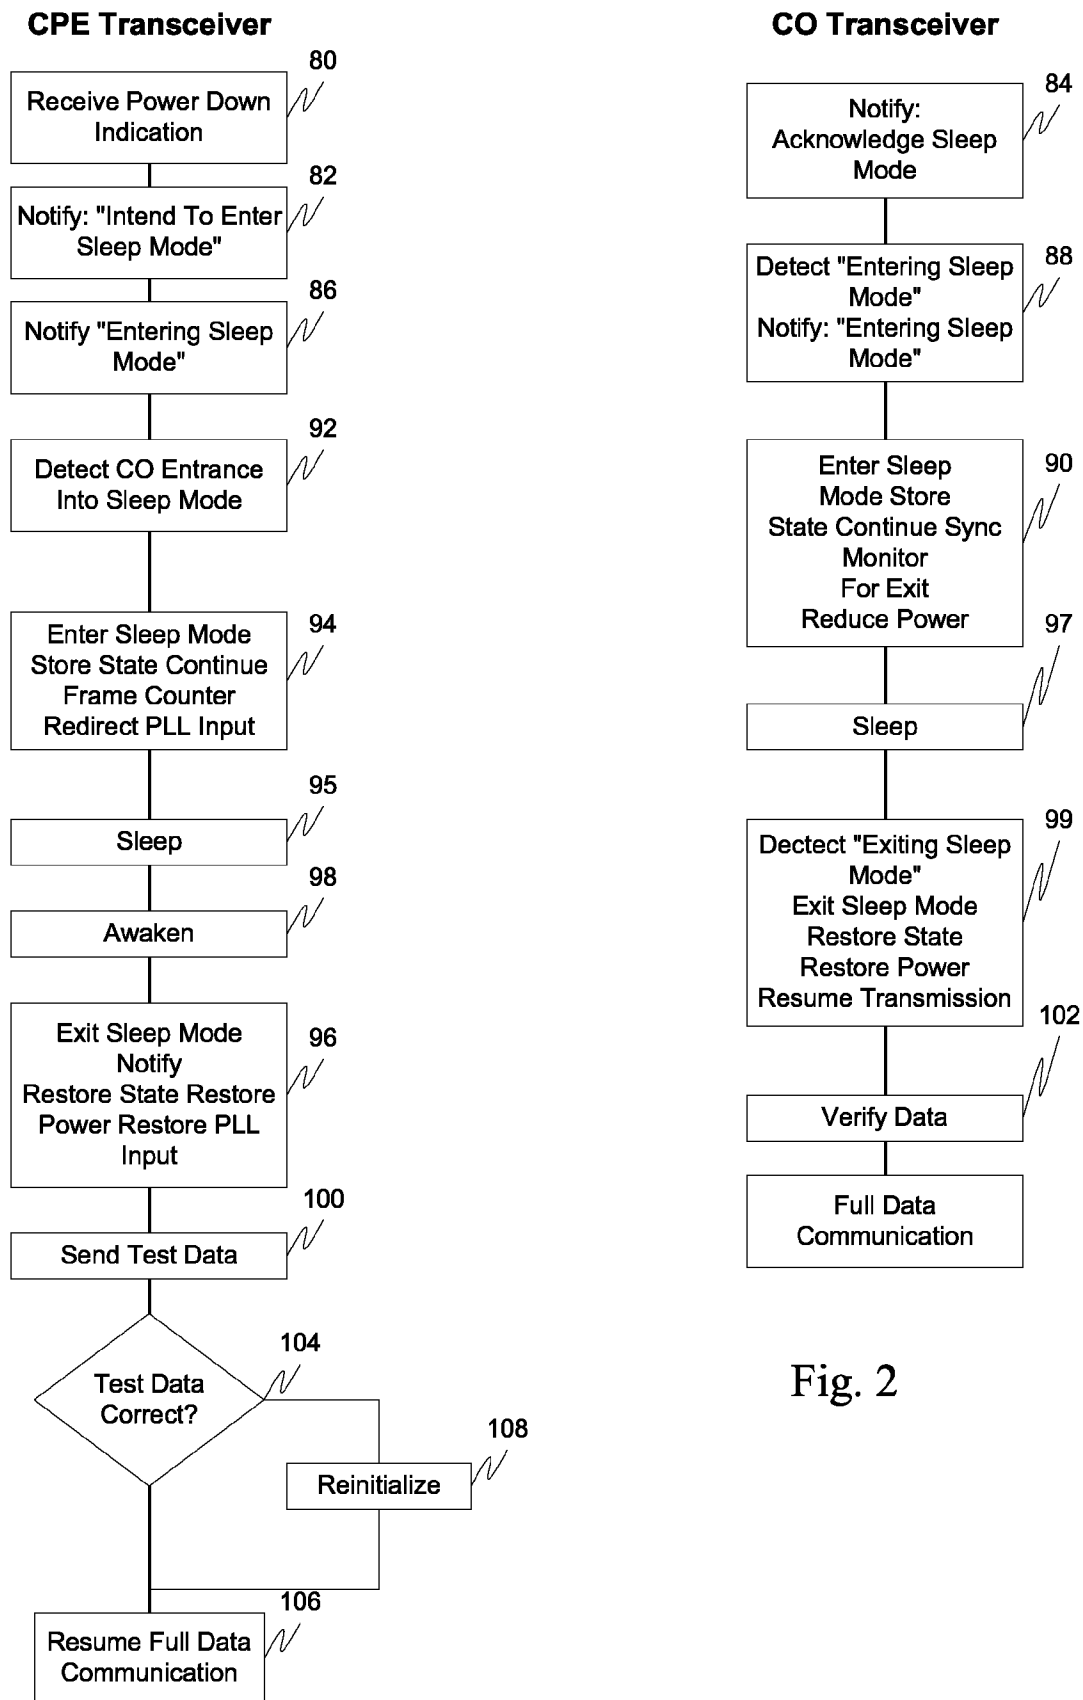 CPE Transceiver
80
Receive Power Down
Indication
82
Notify: "Intend To Enter
Sleep Mode"
86
Notify "Entering Sleep
Mode"
92
Detect CO Entrance
Into Sleep Mode
94
Enter Sleep Mode
Store State Continue
Frame Counter
Redirect PLL Input
95
Sleep
98
Awaken
96
Exit Sleep Mode
Notify
Restore State Restore
Power Restore PLL
Input
100
Send Test Data
104
Test Data
Correct?
108
Reinitialize
106
Resume Full Data
Communication
CO Transceiver
84
Notify:
Acknowledge Sleep
Mode
88
Detect "Entering Sleep
Mode"
Notify: "Entering Sleep
Mode"
90
Enter Sleep
Mode Store
State Continue Sync
Monitor
For Exit
Reduce Power
97
Sleep
99
Dectect "Exiting Sleep
Mode"
Exit Sleep Mode
Restore State
Restore Power
Resume Transmission
102
Verify Data
Full Data
Communication
Fig. 2